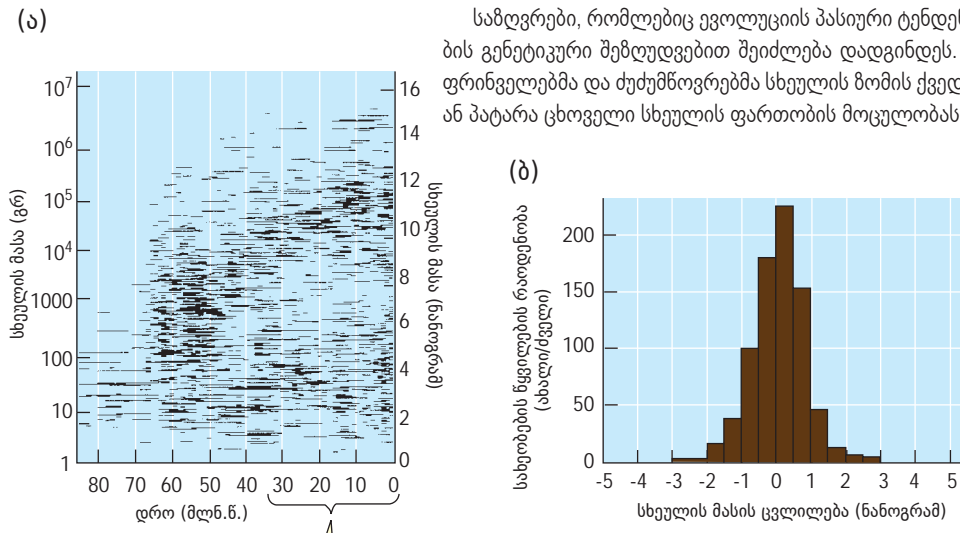 (ა)
საზღვრები, რომლებიც ევოლუციის პასიური
ბის გენეტიკური შეზღუდვებით შეიძლება დადგინდეს.
ფრინველებმა და ძუძუმწოვრებმა სხეულის ზომის
ან პატარა ცხოველი სხეულის ფართობის მოცულობას
სხეულის მასა (გრ)
10⁷
10⁶
10⁵
10⁴
1000
100
10
1
16
14
12
10
8
6
4
2
0
სხეულის მასა (ნანოგრამ)
80 70 60 50 40 30 20 10 0
დრო (მლნ.წ.)
(ბ)
სახეობების წყვილების რაოდენობა
(ახალი/ძველი)
200
150
100
50
0
-5 -4 -3 -2 -1 0 1 2 3 4 5
სხეულის მასის ცვლილება (ნანოგრამ)